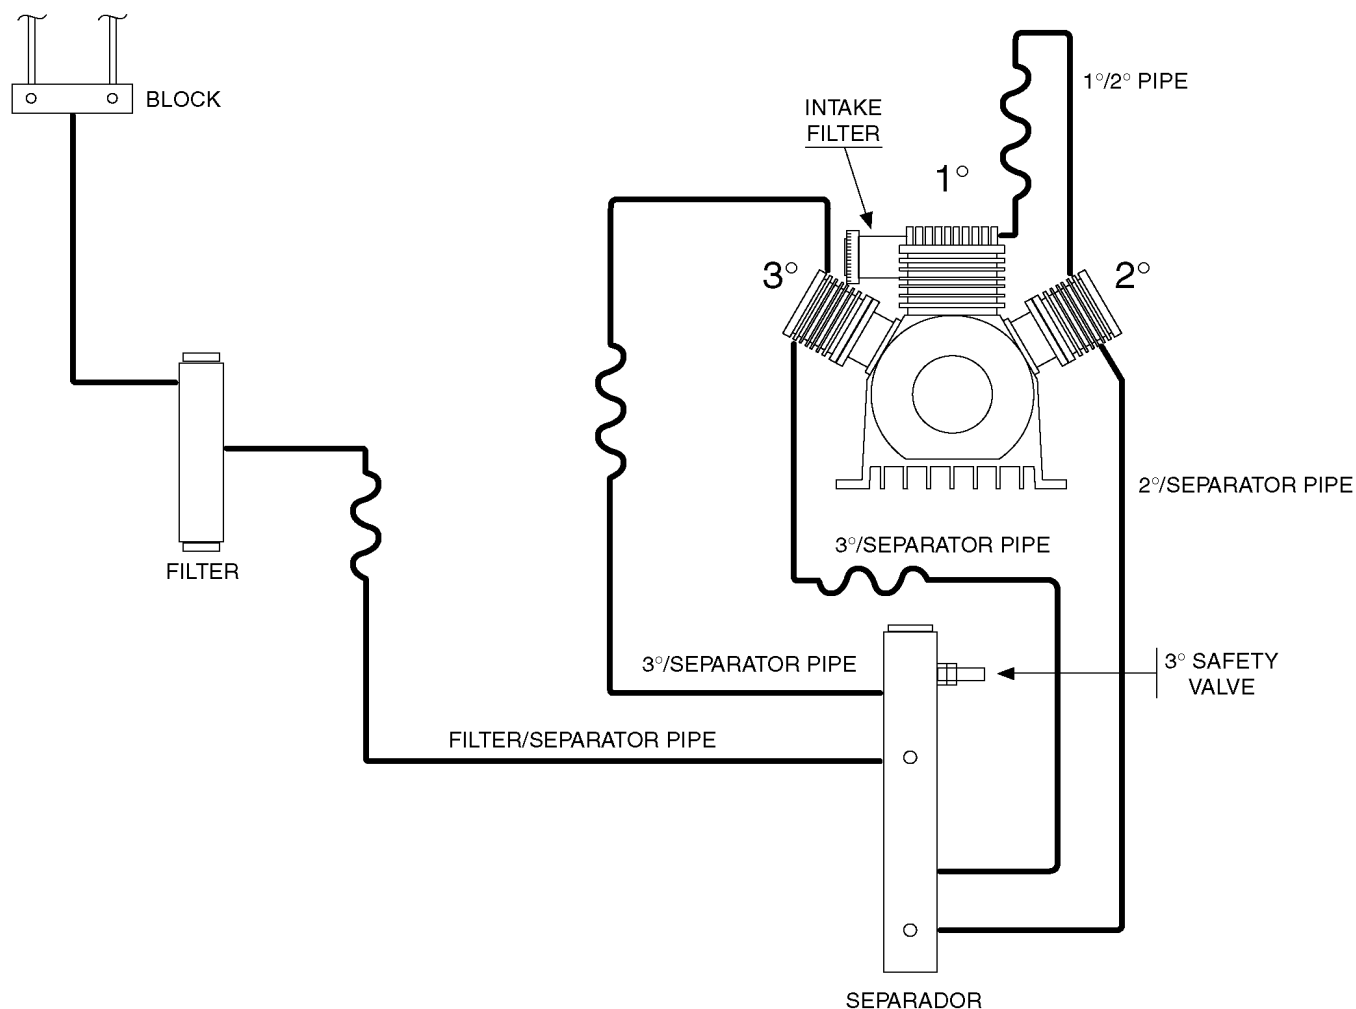 BLOCK
1°/2° PIPE
INTAKE
FILTER
1°
3°
2°
2°/SEPARATOR PIPE
3°/SEPARATOR PIPE
FILTER
3°/SEPARATOR PIPE
3° SAFETY
VALVE
FILTER/SEPARATOR PIPE
SEPARADOR